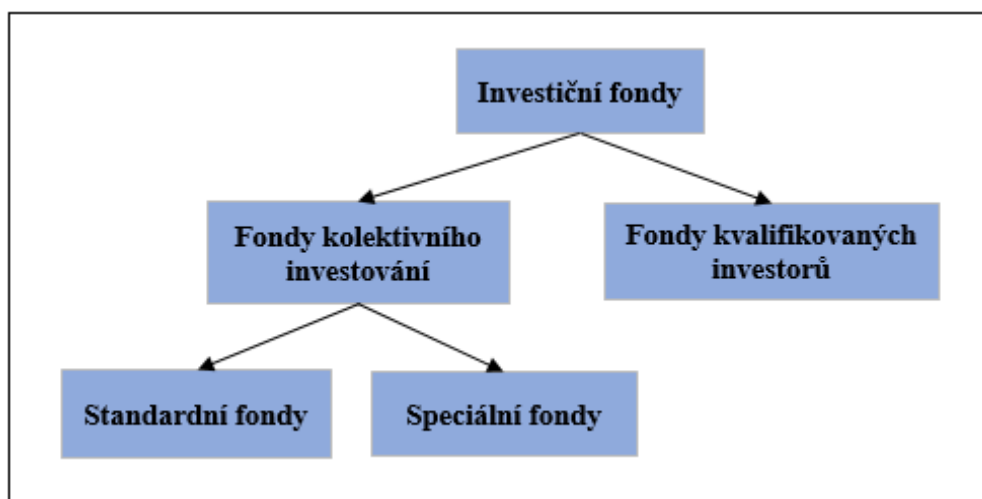 Investiční fondy
Fondy kolektivního
investování
Fondy kvalifikovaných
investorů
Standardní fondy
Speciální fondy